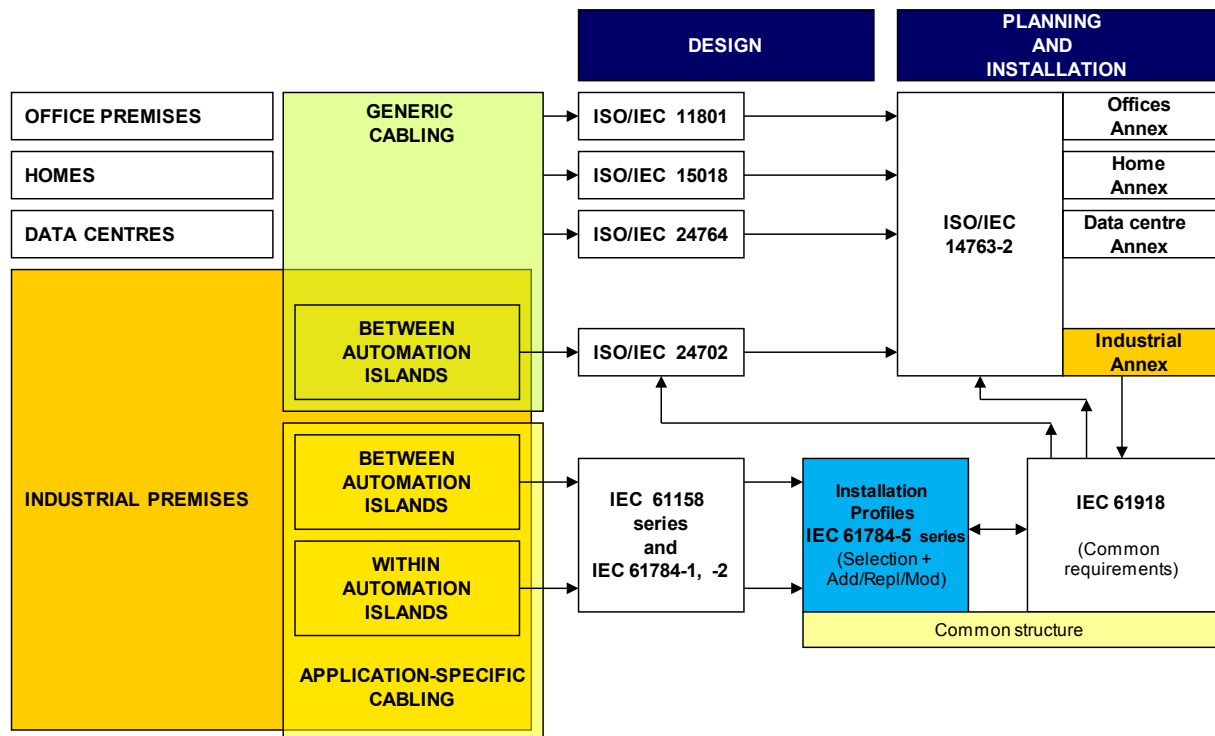 DESIGN
PLANNING
AND
INSTALLATION
OFFICE PREMISES
GENERIC
CABLING
ISO/IEC 11801
Offices
Annex
HOMES
ISO/IEC 15018
Home
Annex
DATA CENTRES
ISO/IEC 24764
ISO/IEC
14763-2
Data centre
Annex
BETWEEN
AUTOMATION
ISLANDS
ISO/IEC 24702
Industrial
Annex
INDUSTRIAL PREMISES
BETWEEN
AUTOMATION
ISLANDS
WITHIN
AUTOMATION
ISLANDS
APPLICATION-SPECIFIC
CABLING
IEC 61158
series
and
IEC 61784-1, -2
Installation
Profiles
IEC 61784-5 series
(Selection +
Add/Repl/Mod)
IEC 61918
(Common
requirements)
Common structure